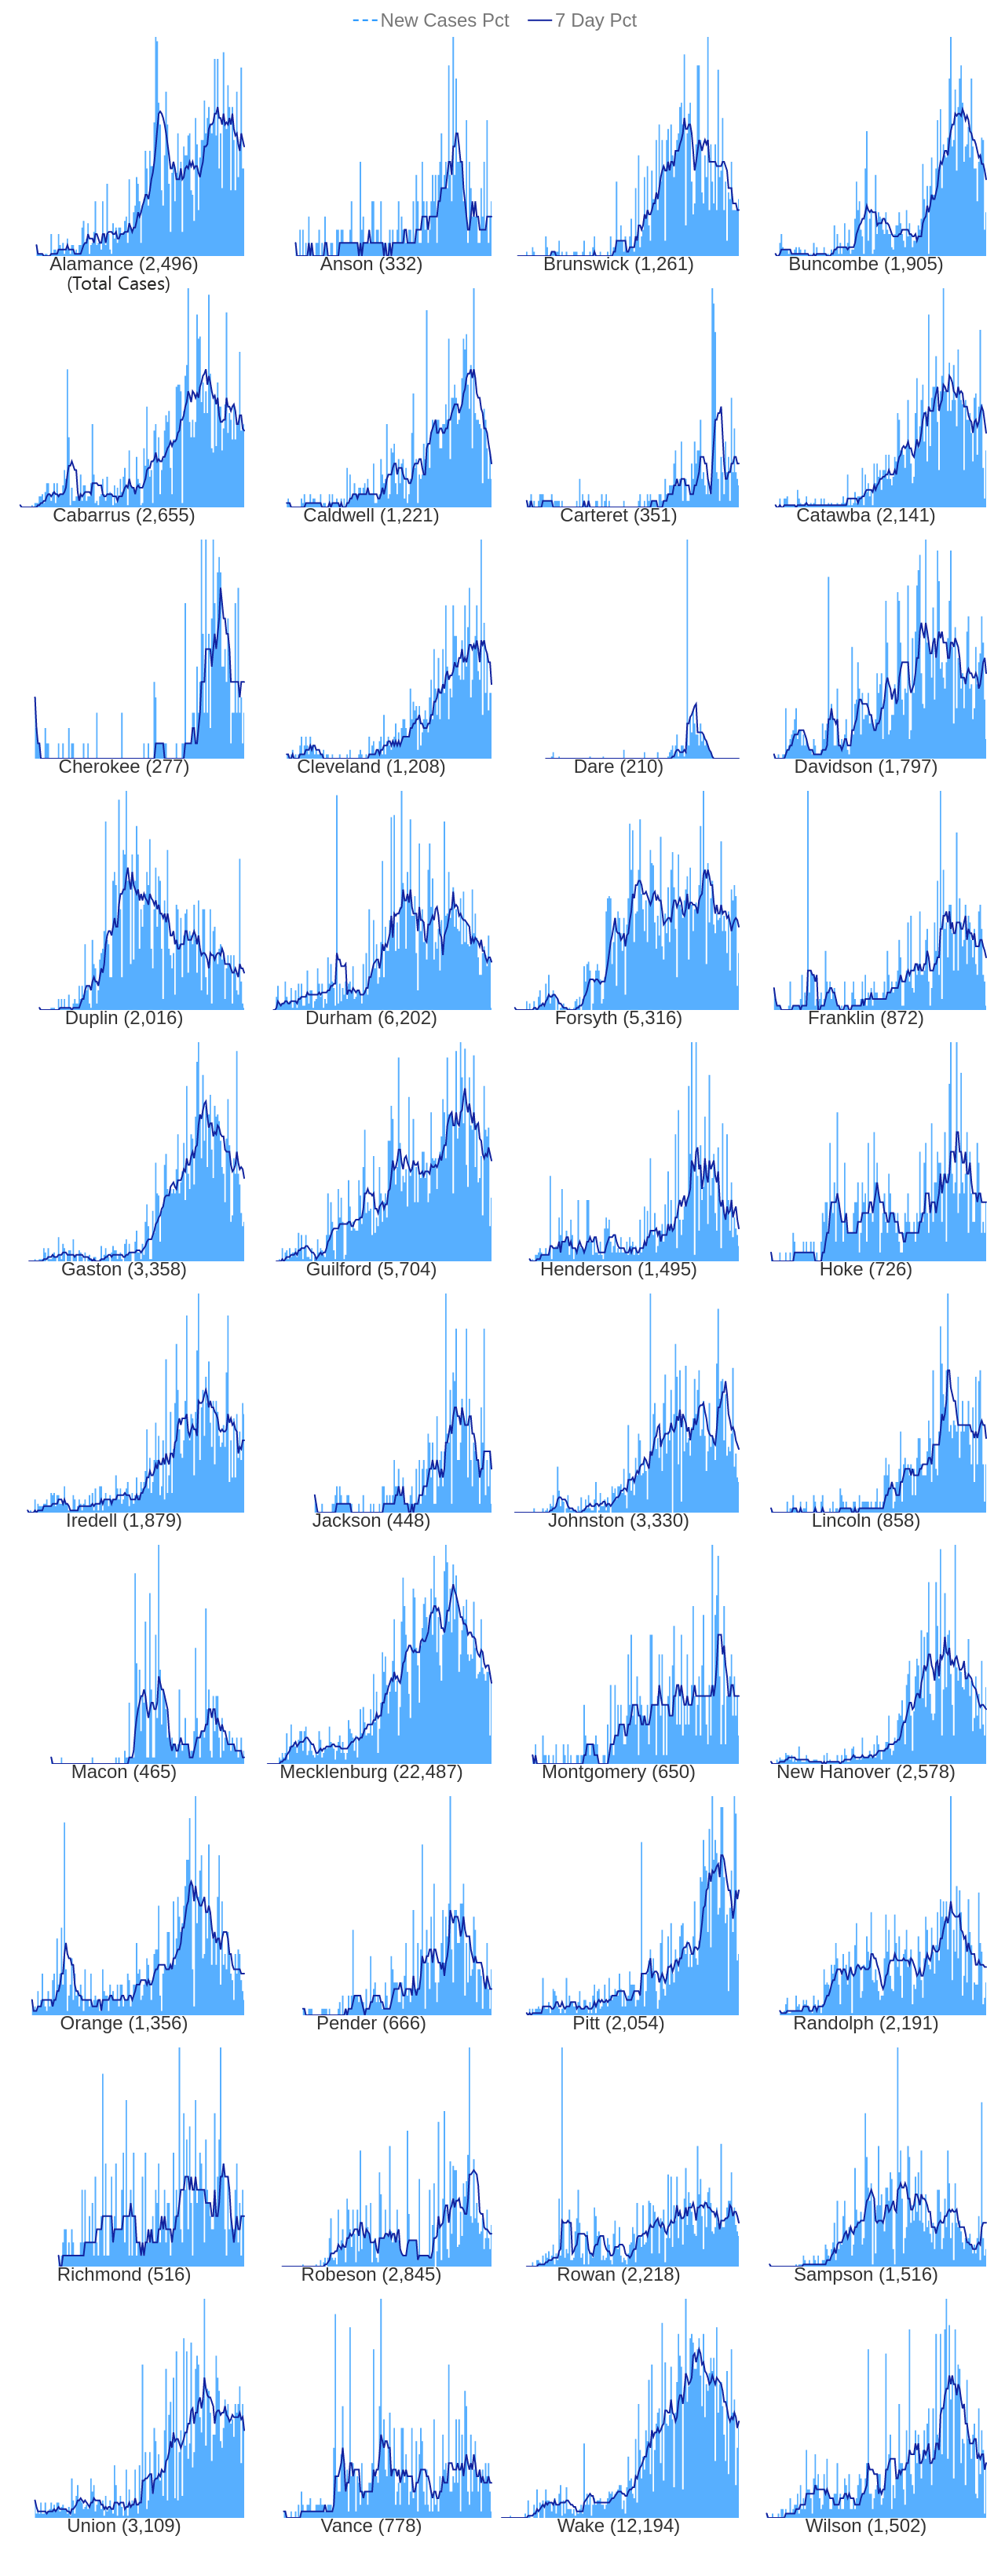 New Cases Pct 7 Day Pct
Alamance (2,496) Anson (332) Brunswick (1,261) Buncombe (1,905)
(Total Cases)
Cabarrus (2,655) Caldwell (1,221) Carteret (351) Catawba (2,141)
Cherokee (277) Cleveland (1,208) Dare (210) Davidson (1,797)
Duplin (2,016) Durham (6,202) Forsyth (5,316) Franklin (872)
Gaston (3,358) Guilford (5,704) Henderson (1,495) Hoke (726)
Iredell (1,879) Jackson (448) Johnston (3,330) Lincoln (858)
Macon (465) Mecklenburg (22,487) Montgomery (650) New Hanover (2,578)
Orange (1,356) Pender (666) Pitt (2,054) Randolph (2,191)
Richmond (516) Robeson (2,845) Rowan (2,218) Sampson (1,516)
Union (3,109) Vance (778) Wake (12,194) Wilson (1,502)